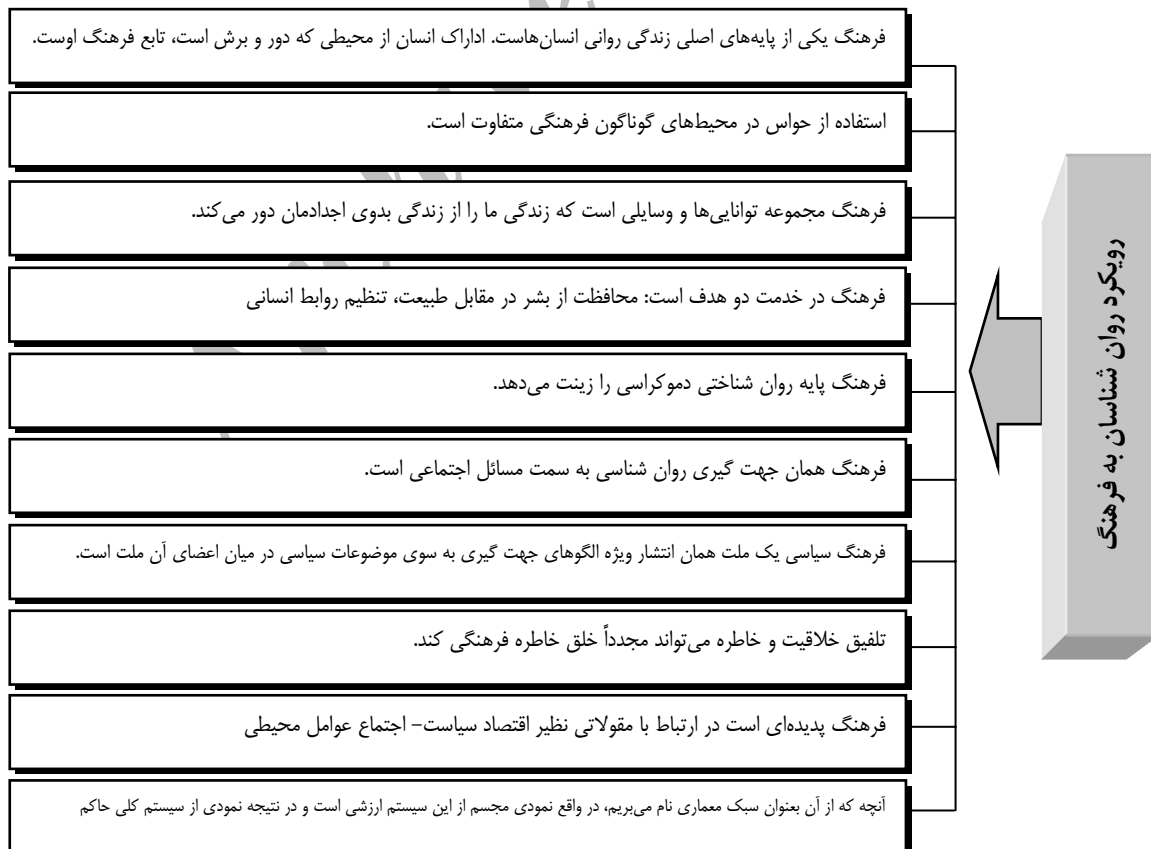 رویکرد روان شناسان به فرهنگ
فرهنگ یکی از پایه‌های اصلی زندگی روانی انسان‌هاست. اداراک انسان از محیطی که دور و برش است، تابع فرهنگ اوست.
استفاده از حواس در محیط‌های گوناگون فرهنگی متفاوت است.
فرهنگ مجموعه توانایی‌ها و وسایلی است که زندگی ما را از زندگی بدوی اجدادمان دور می‌کند.
فرهنگ در خدمت دو هدف است: محافظت از بشر در مقابل طبیعت، تنظیم روابط انسانی
فرهنگ پایه روان شناختی دموکراسی را زینت می‌دهد.
فرهنگ همان جهت گیری روان شناسی به سمت مسائل اجتماعی است.
فرهنگ سیاسی یک ملت همان انتشار ویژه الگوهای جهت گیری به سوی موضوعات سیاسی در میان اعضای آن ملت است.
تلفیق خلاقیت و خاطره می‌تواند مجدداً خلق خاطره فرهنگی کند.
فرهنگ پدیده‌ای است در ارتباط با مقولاتی نظیر اقتصاد سیاست– اجتماع عوامل محیطی
آنچه که از آن بعنوان سبک معماری نام می‌بریم، در واقع نمودی مجسم از این سیستم ارزشی است و در نتیجه نمودی از سیستم کلی حاکم